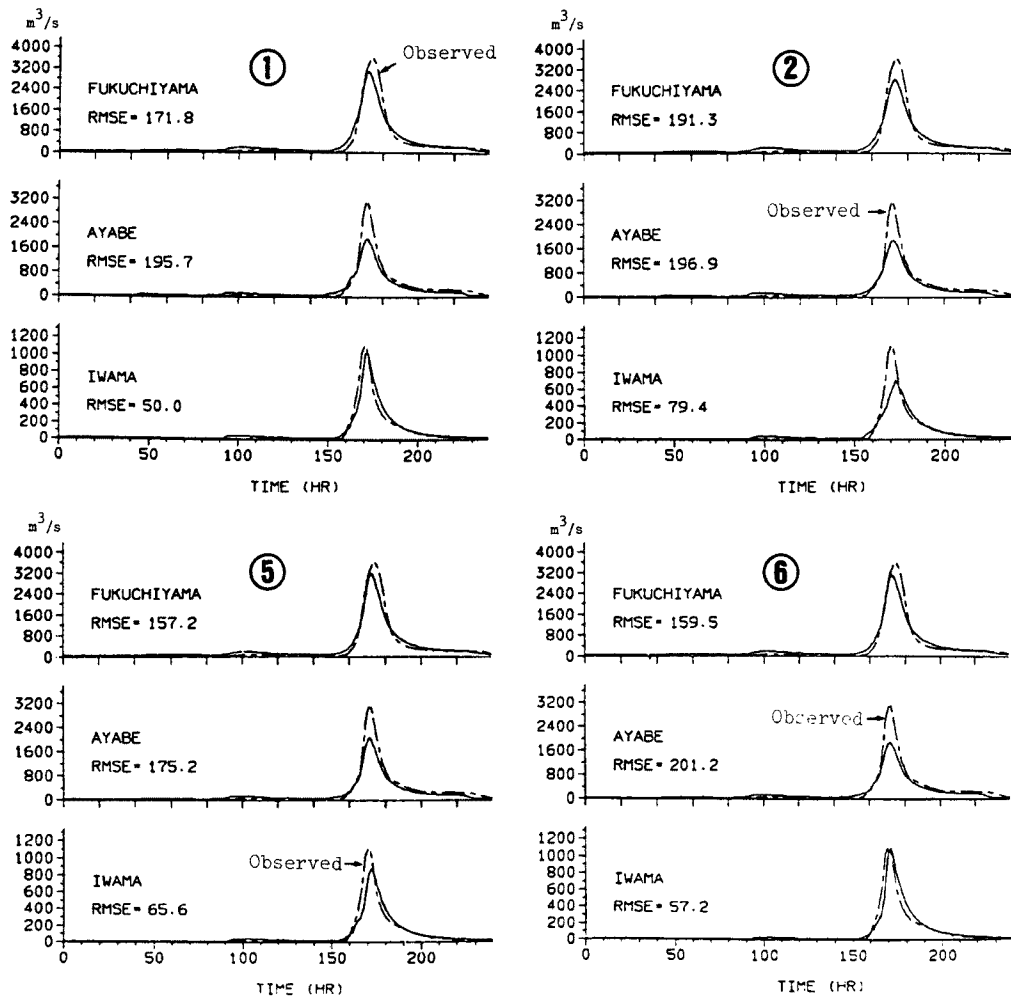 m³/s
①
4000
3200
2400
1600
800
0
FUKUCHIYAMA
RMSE= 171.8
Observed
3200
2400
1600
800
0
AYABE
RMSE= 195.7
1200
1000
800
600
400
200
0
IWAMA
RMSE= 50.0
0 50 100 150 200
TIME (HR)
m³/s
②
4000
3200
2400
1600
800
0
FUKUCHIYAMA
RMSE= 191.3
3200
2400
1600
800
0
Observed
AYABE
RMSE= 196.9
1200
1000
800
600
400
200
0
IWAMA
RMSE= 79.4
0 50 100 150 200
TIME (HR)
m³/s
⑤
4000
3200
2400
1600
800
0
FUKUCHIYAMA
RMSE= 157.2
3200
2400
1600
800
0
AYABE
RMSE= 175.2
1200
1000
800
600
400
200
0
Observed
IWAMA
RMSE= 65.6
0 50 100 150 200
TIME (HR)
m³/s
⑥
4000
3200
2400
1600
800
0
FUKUCHIYAMA
RMSE= 159.5
3200
2400
1600
800
0
Observed
AYABE
RMSE= 201.2
1200
1000
800
600
400
200
0
IWAMA
RMSE= 57.2
0 50 100 150 200
TIME (HR)